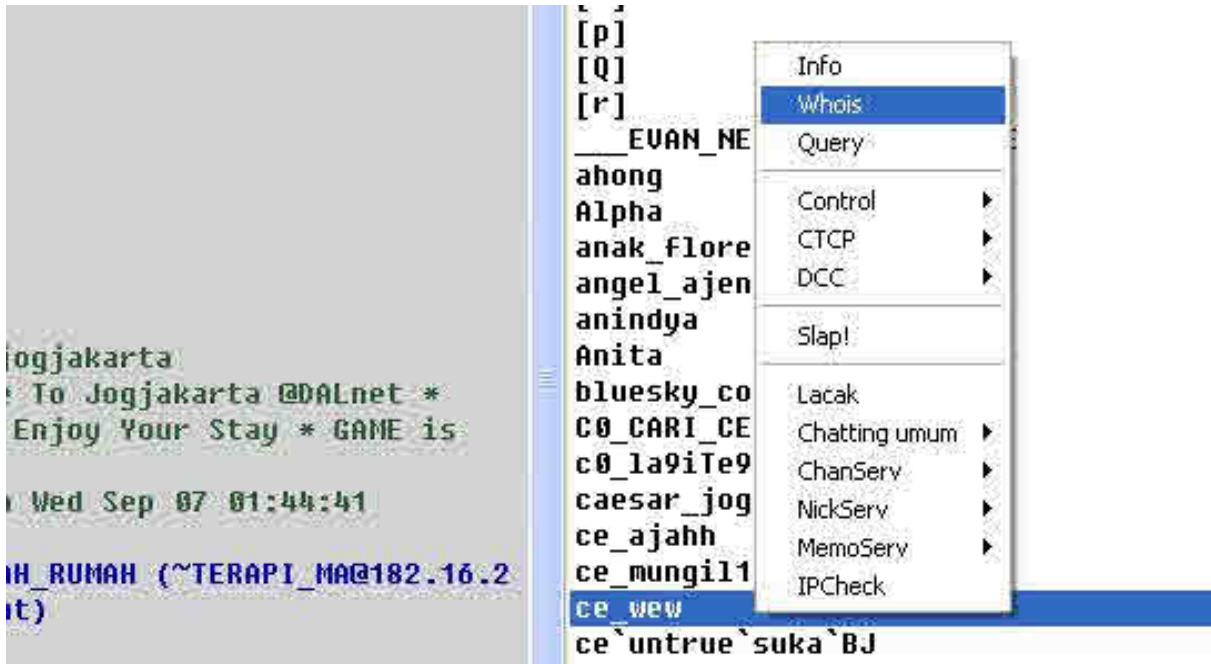 jogjakarta
To Jogjakarta @DALnet *
Enjoy Your Stay * GAME is
Wed Sep 07 01:44:41
H_RUMAH (~TERAPI_MA@182.16.2
t)
[p]
[Q]
[r]
___EVAN_NE
ahong
Alpha
anak_flore
angel_ajen
anindya
Anita
bluesky_co
C0_CARI_CE
c0_la9iTe9
caesar_jog
ce_ajahh
ce_mungil1
ce_wew
ce`untrue`suka`BJ
Info
Whois
Query
Control
CTCP
DCC
Slap!
Lacak
Chatting umum
ChanServ
NickServ
MemoServ
IPCheck